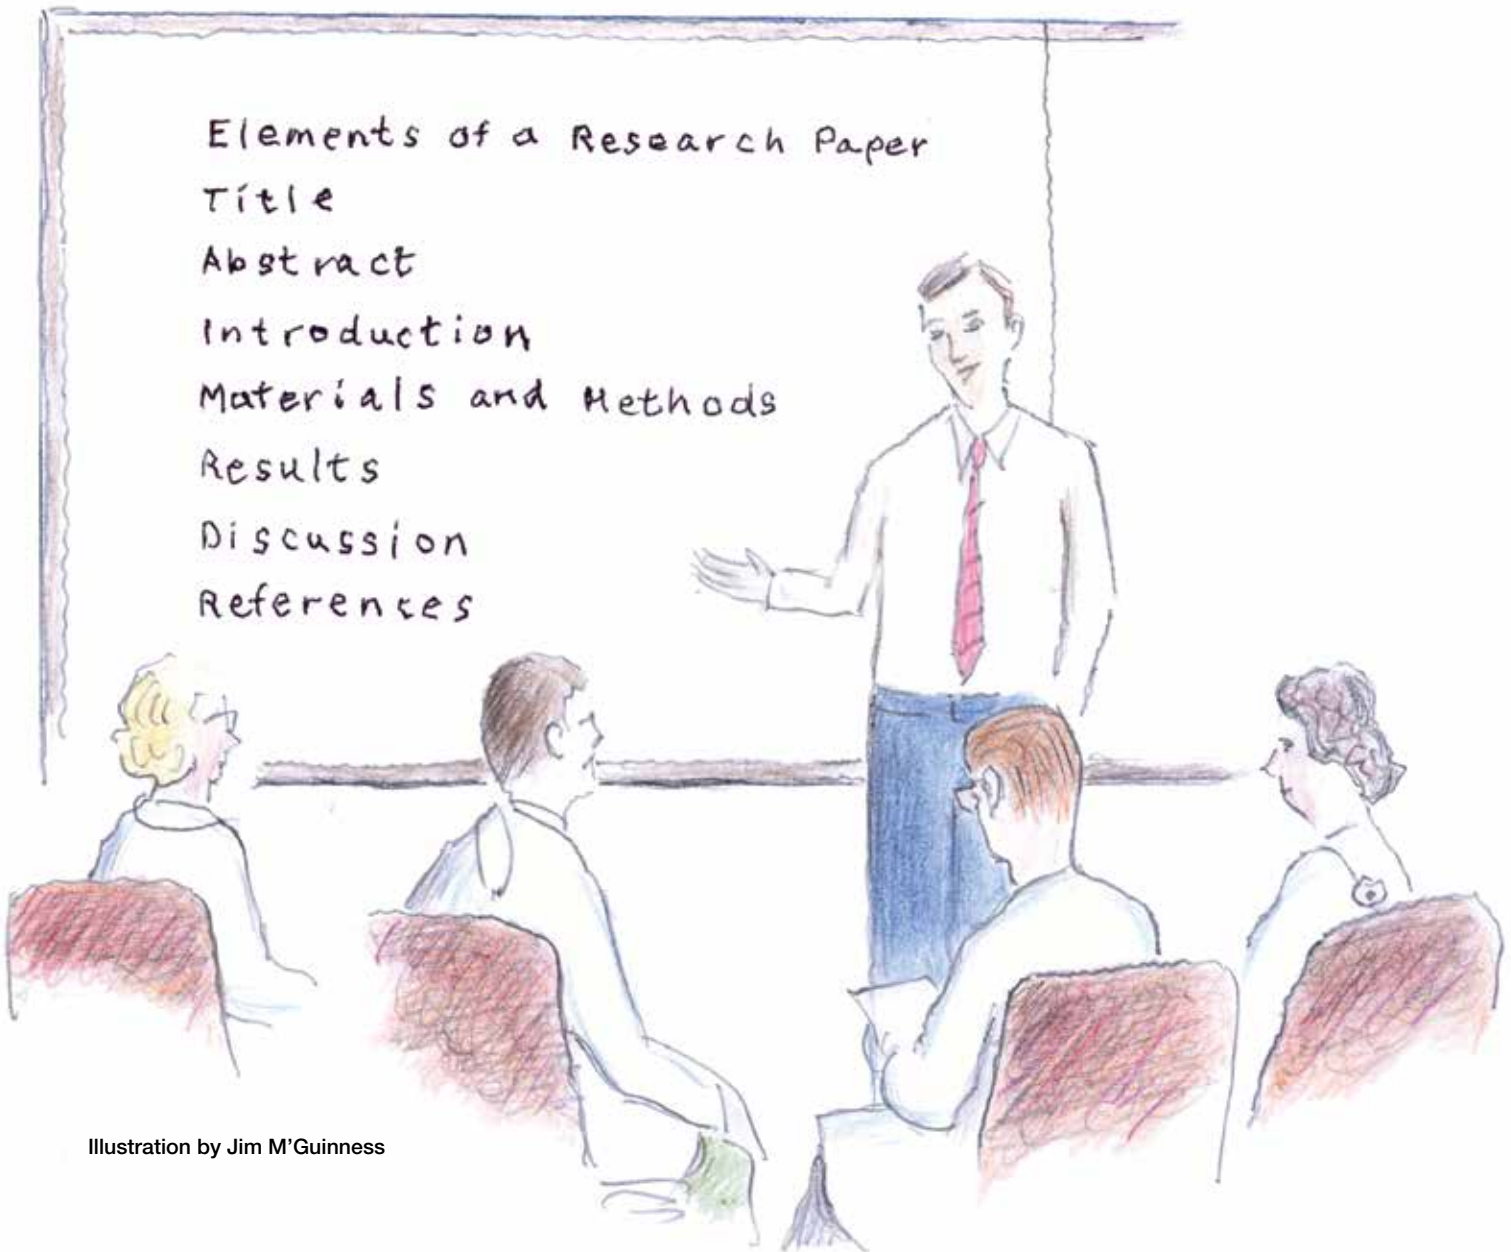 Elements of a Research Paper
Title
Abstract
Introduction
Materials and Methods
Results
Discussion
References
Illustration by Jim M'Guinness